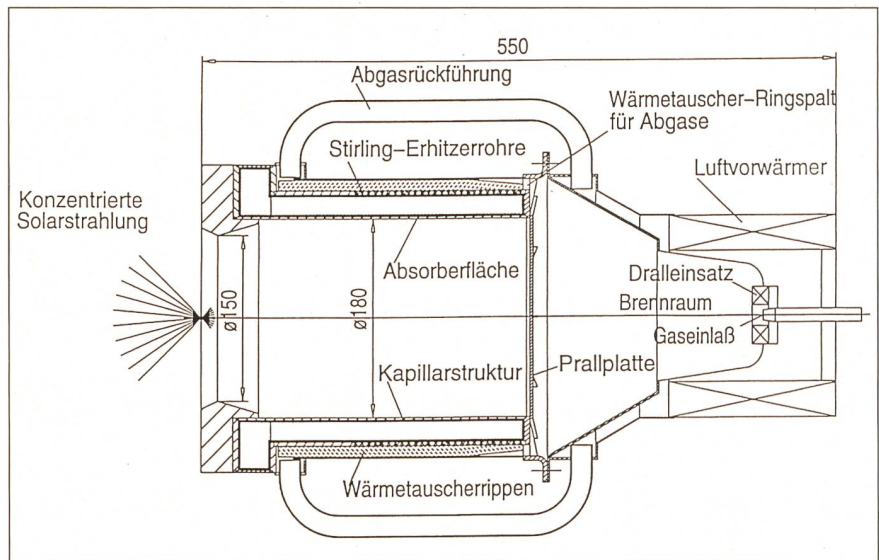 550
Abgasrückführung
Wärmetauscher-Ringspalt
für Abgase
Stirling-Erhitzerrohre
Luftvorwärmer
Konzentrierte
Solarstrahlung
Absorberfläche
Dralleinsatz
Brennraum
ø150
ø180
Gaseinlaß
Prallplatte
Kapillarstruktur
Wärmetauscherrippen